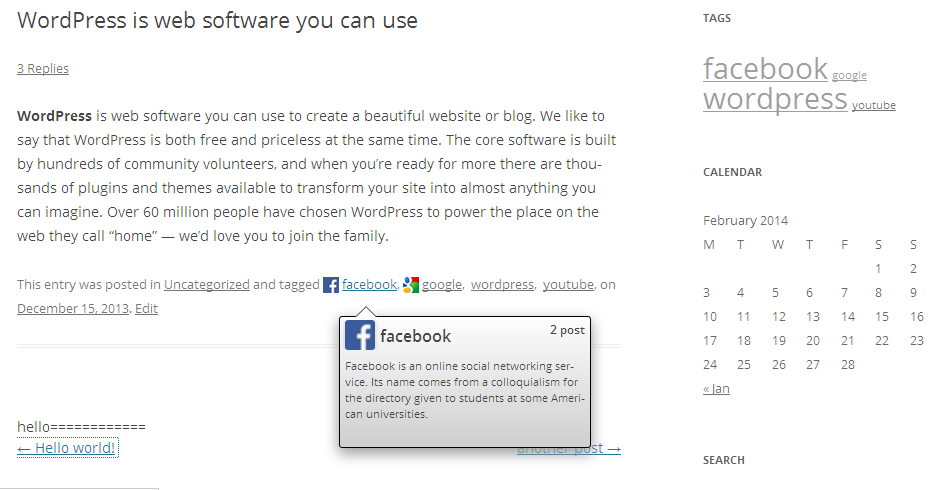 WordPress is web software you can use
3 Replies
WordPress is web software you can use to create a beautiful website or blog. We like to
say that WordPress is both free and priceless at the same time. The core software is built
by hundreds of community volunteers, and when you’re ready for more there are thou-
sands of plugins and themes available to transform your site into almost anything you
can imagine. Over 60 million people have chosen WordPress to power the place on the
web they call “home” — we’d love you to join the family.
This entry was posted in Uncategorized and tagged facebook, google, wordpress, youtube, on
December 15, 2013. Edit
facebook 2 post
Facebook is an online social networking ser-
vice. Its name comes from a colloquialism for
the directory given to students at some Ameri-
can universities.
hello============
← Hello world!
another post →
TAGS
facebook google
wordpress youtube
CALENDAR
February 2014
M T W T F S S
1 2
3 4 5 6 7 8 9
10 11 12 13 14 15 16
17 18 19 20 21 22 23
24 25 26 27 28
« Jan
SEARCH